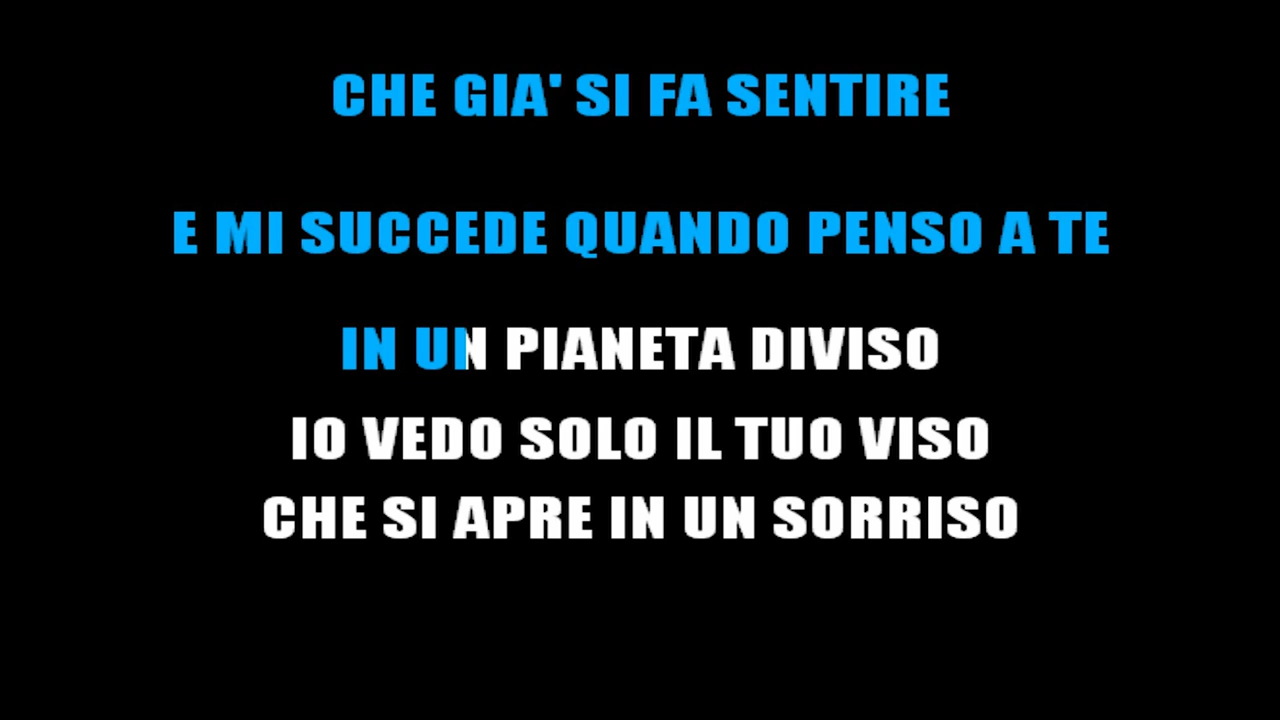 CHE GIA' SI FA SENTIRE
E MI SUCCEDE QUANDO PENSO A TE
IN UN PIANETA DIVISO
IO VEDO SOLO IL TUO VISO
CHE SI APRE IN UN SORRISO